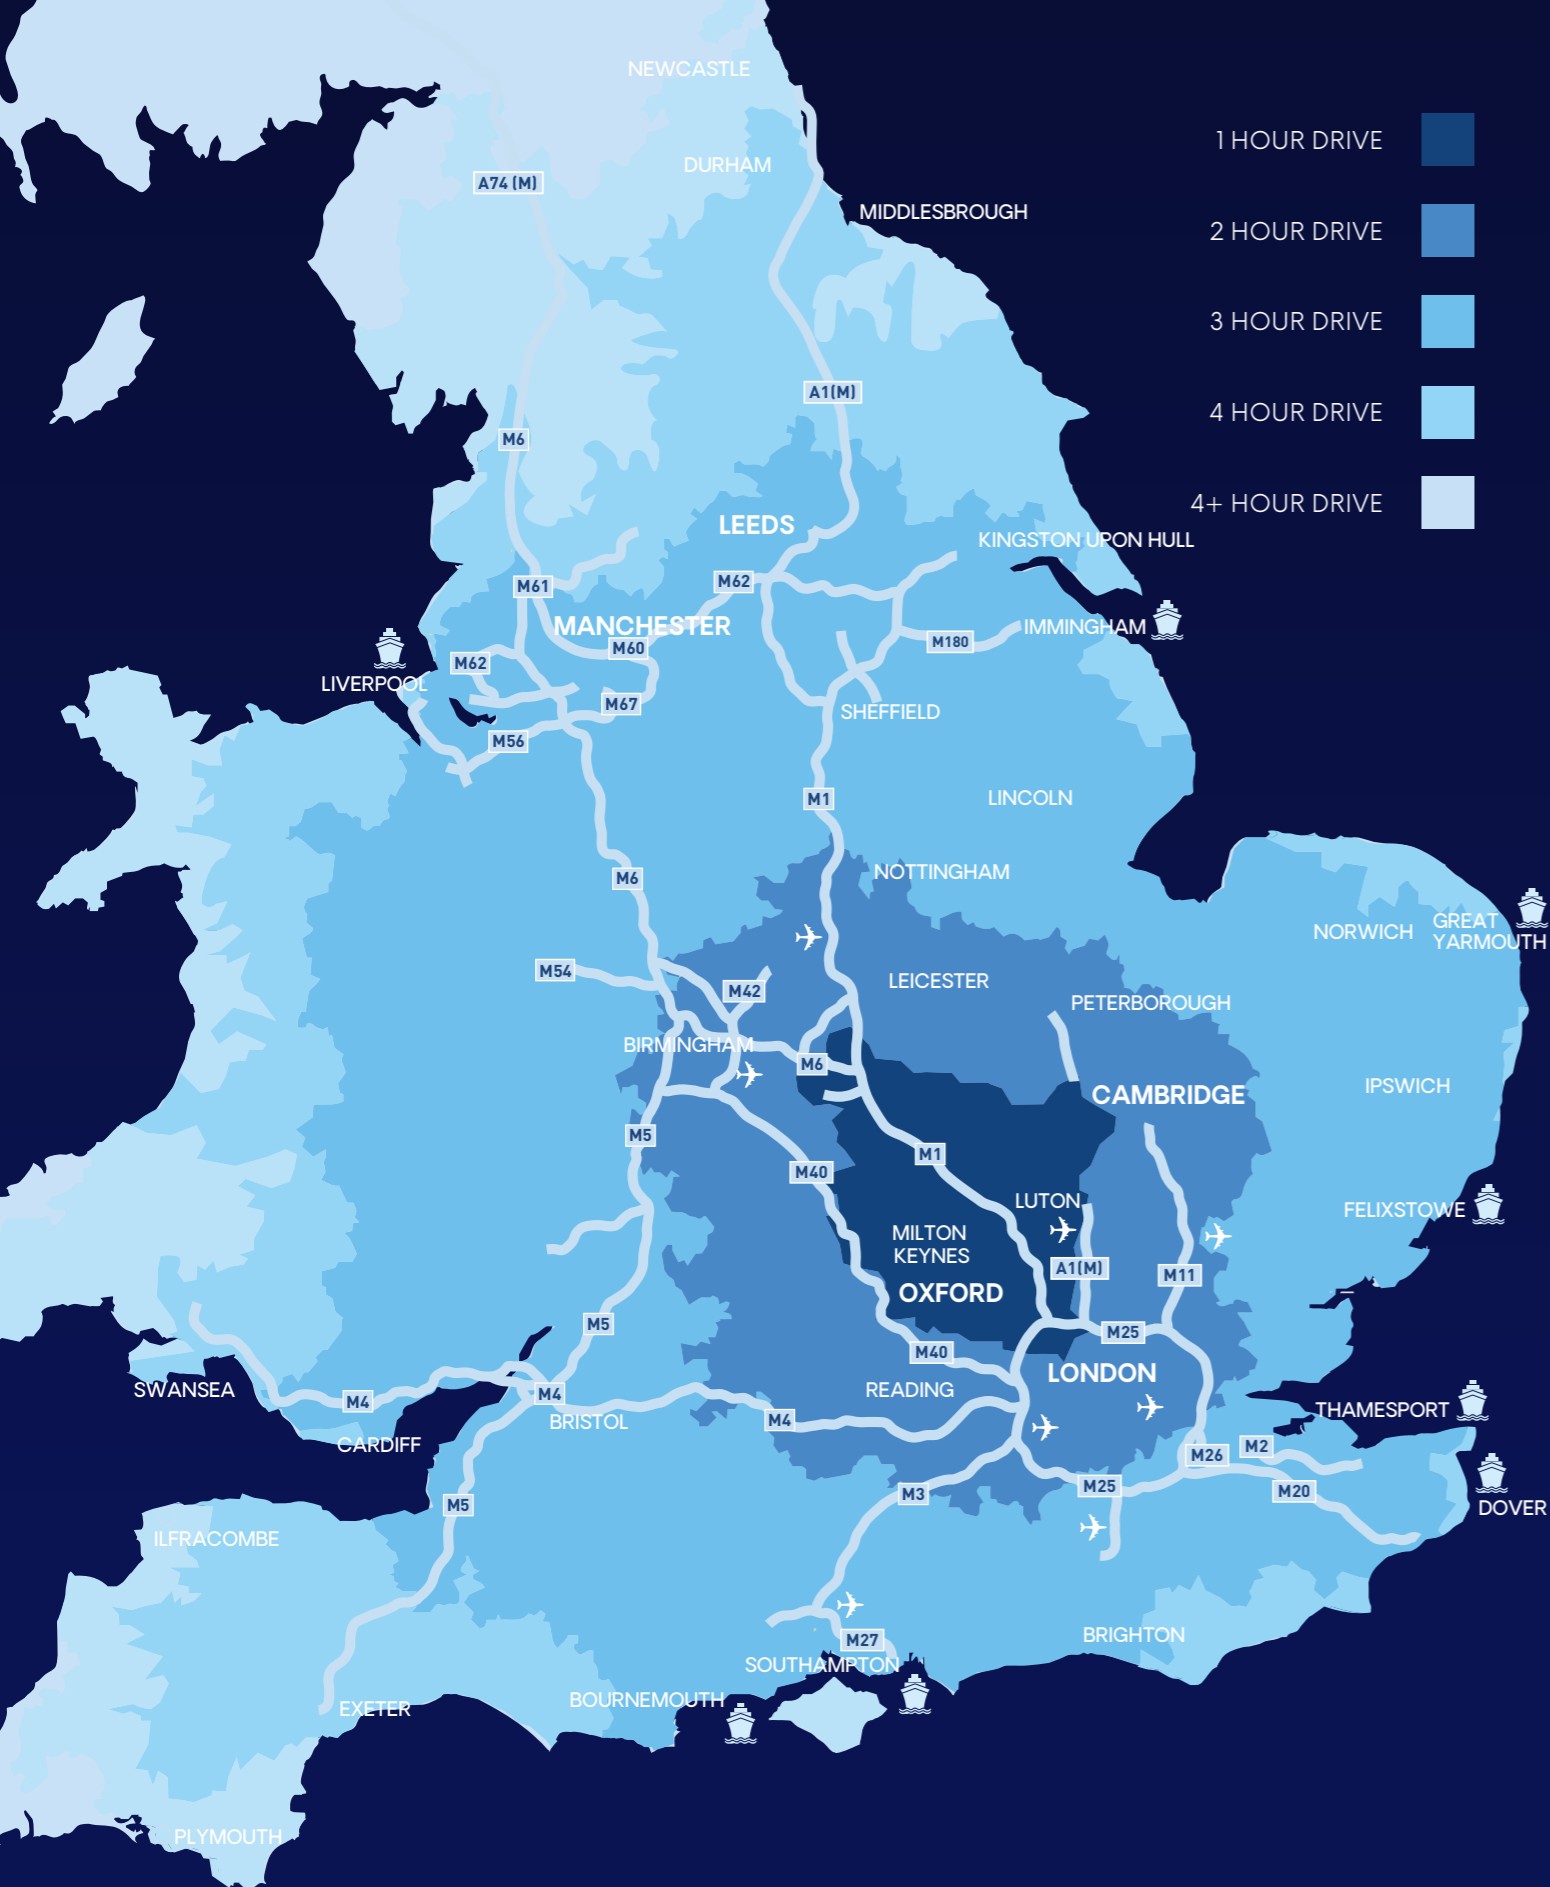 NEWCASTLE
1 HOUR DRIVE
DURHAM
A74 (M)
MIDDLESBROUGH
2 HOUR DRIVE
3 HOUR DRIVE
A1(M)
4 HOUR DRIVE
M6
4+ HOUR DRIVE
LEEDS
KINGSTON UPON HULL
M62
M61
MANCHESTER
IMMINGHAM
M60
M180
M62
LIVERPOOL
M67
SHEFFIELD
M56
M1
LINCOLN
M6
NOTTINGHAM
NORWICH
GREAT
YARMOUTH
M54
LEICESTER
M42
PETERBOROUGH
BIRMINGHAM
M6
IPSWICH
CAMBRIDGE
M5
M1
M40
LUTON
FELIXSTOWE
MILTON
KEYNES
A1(M)
M11
OXFORD
M5
M25
M40
LONDON
SWANSEA
READING
M4
M4
BRISTOL
M4
THAMESPORT
CARDIFF
M26
M2
M25
M20
M3
M5
DOVER
ILFRACOMBE
BRIGHTON
M27
SOUTHAMPTON
BOURNEMOUTH
EXETER
PLYMOUTH